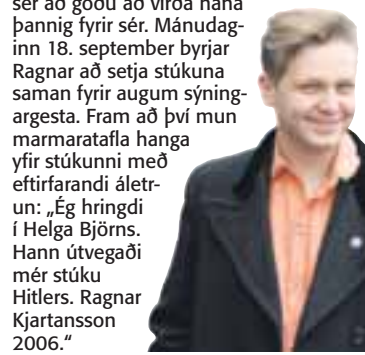 sér að góðu að virða hana
þannig fyrir sér. Mánudag-
inn 18. september byrjar
Ragnar að setja stúkuna
saman fyrir augum sýning-
argesta. Fram að því mun
marmaratafla hanga
yfir stúkunni með
eftirfarandi áletr-
un: „Ég hringdi
í Helga Björns.
Hann útvegaði
mér stúku
Hitlers. Ragnar
Kjartansson
2006.“